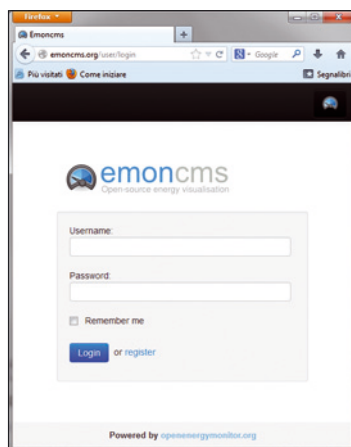 Firefox
Emoncms
+
emoncms.org/user/login
Google
Più visitati Come iniziare
Segnalibri
emoncms
Open-source energy visualisation
Username:
Password:
Remember me
Login or register
Powered by openenergymonitor.org